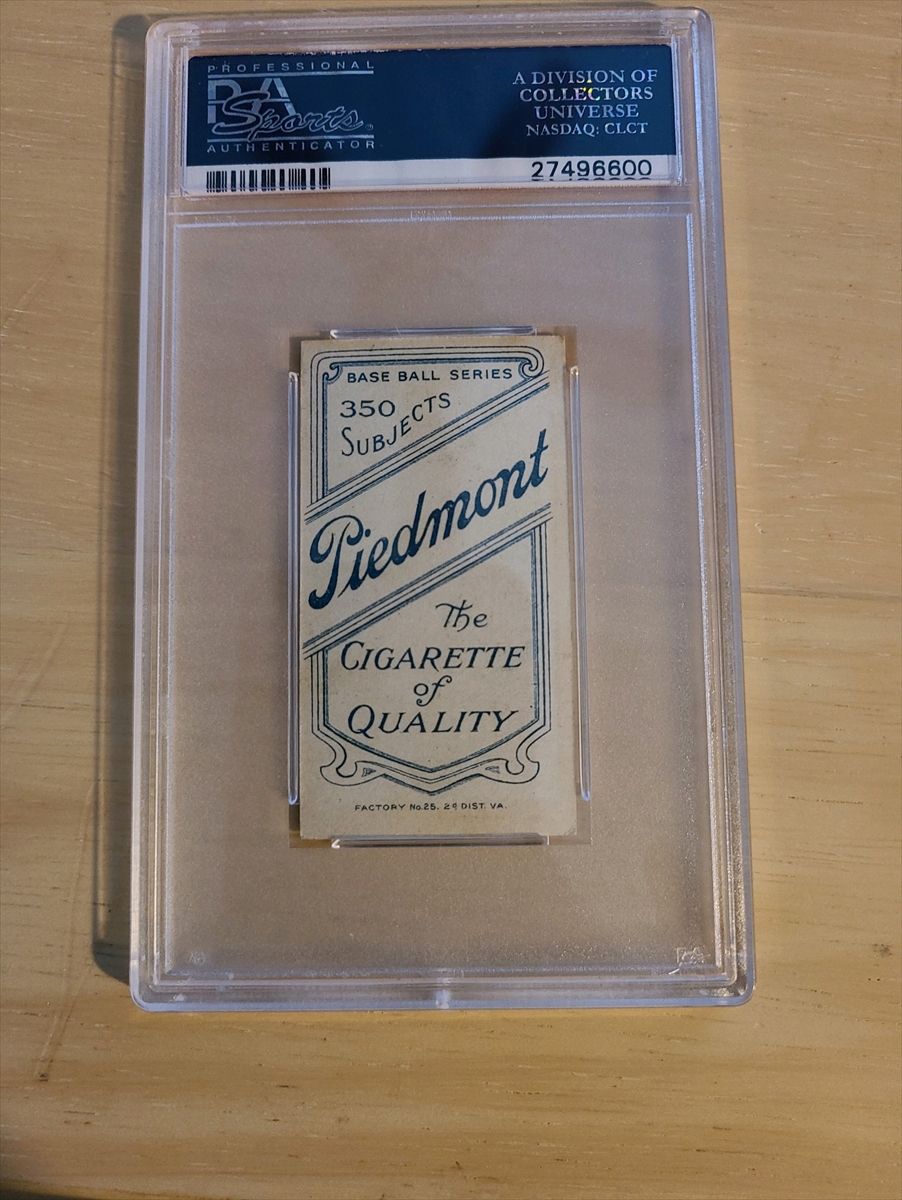 PROFESSIONAL
PSA
Sports
AUTHENTICATOR
A DIVISION OF
COLLECTORS
UNIVERSE
NASDAQ: CLCT
27496600
BASE BALL SERIES
350
SUBJECTS
Piedmont
The
CIGARETTE
of
QUALITY
FACTORY No. 25. 2d DIST. VA.